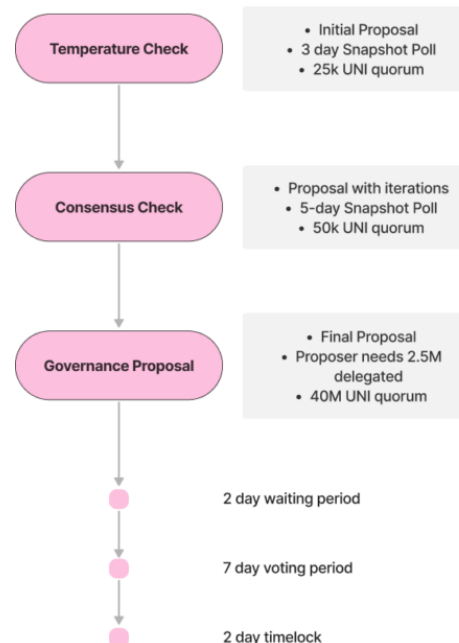 Temperature Check
• Initial Proposal
• 3 day Snapshot Poll
• 25k UNI quorum
Consensus Check
• Proposal with iterations
• 5-day Snapshot Poll
• 50k UNI quorum
Governance Proposal
• Final Proposal
• Proposer needs 2.5M
delegated
• 40M UNI quorum
2 day waiting period
7 day voting period
2 day timelock